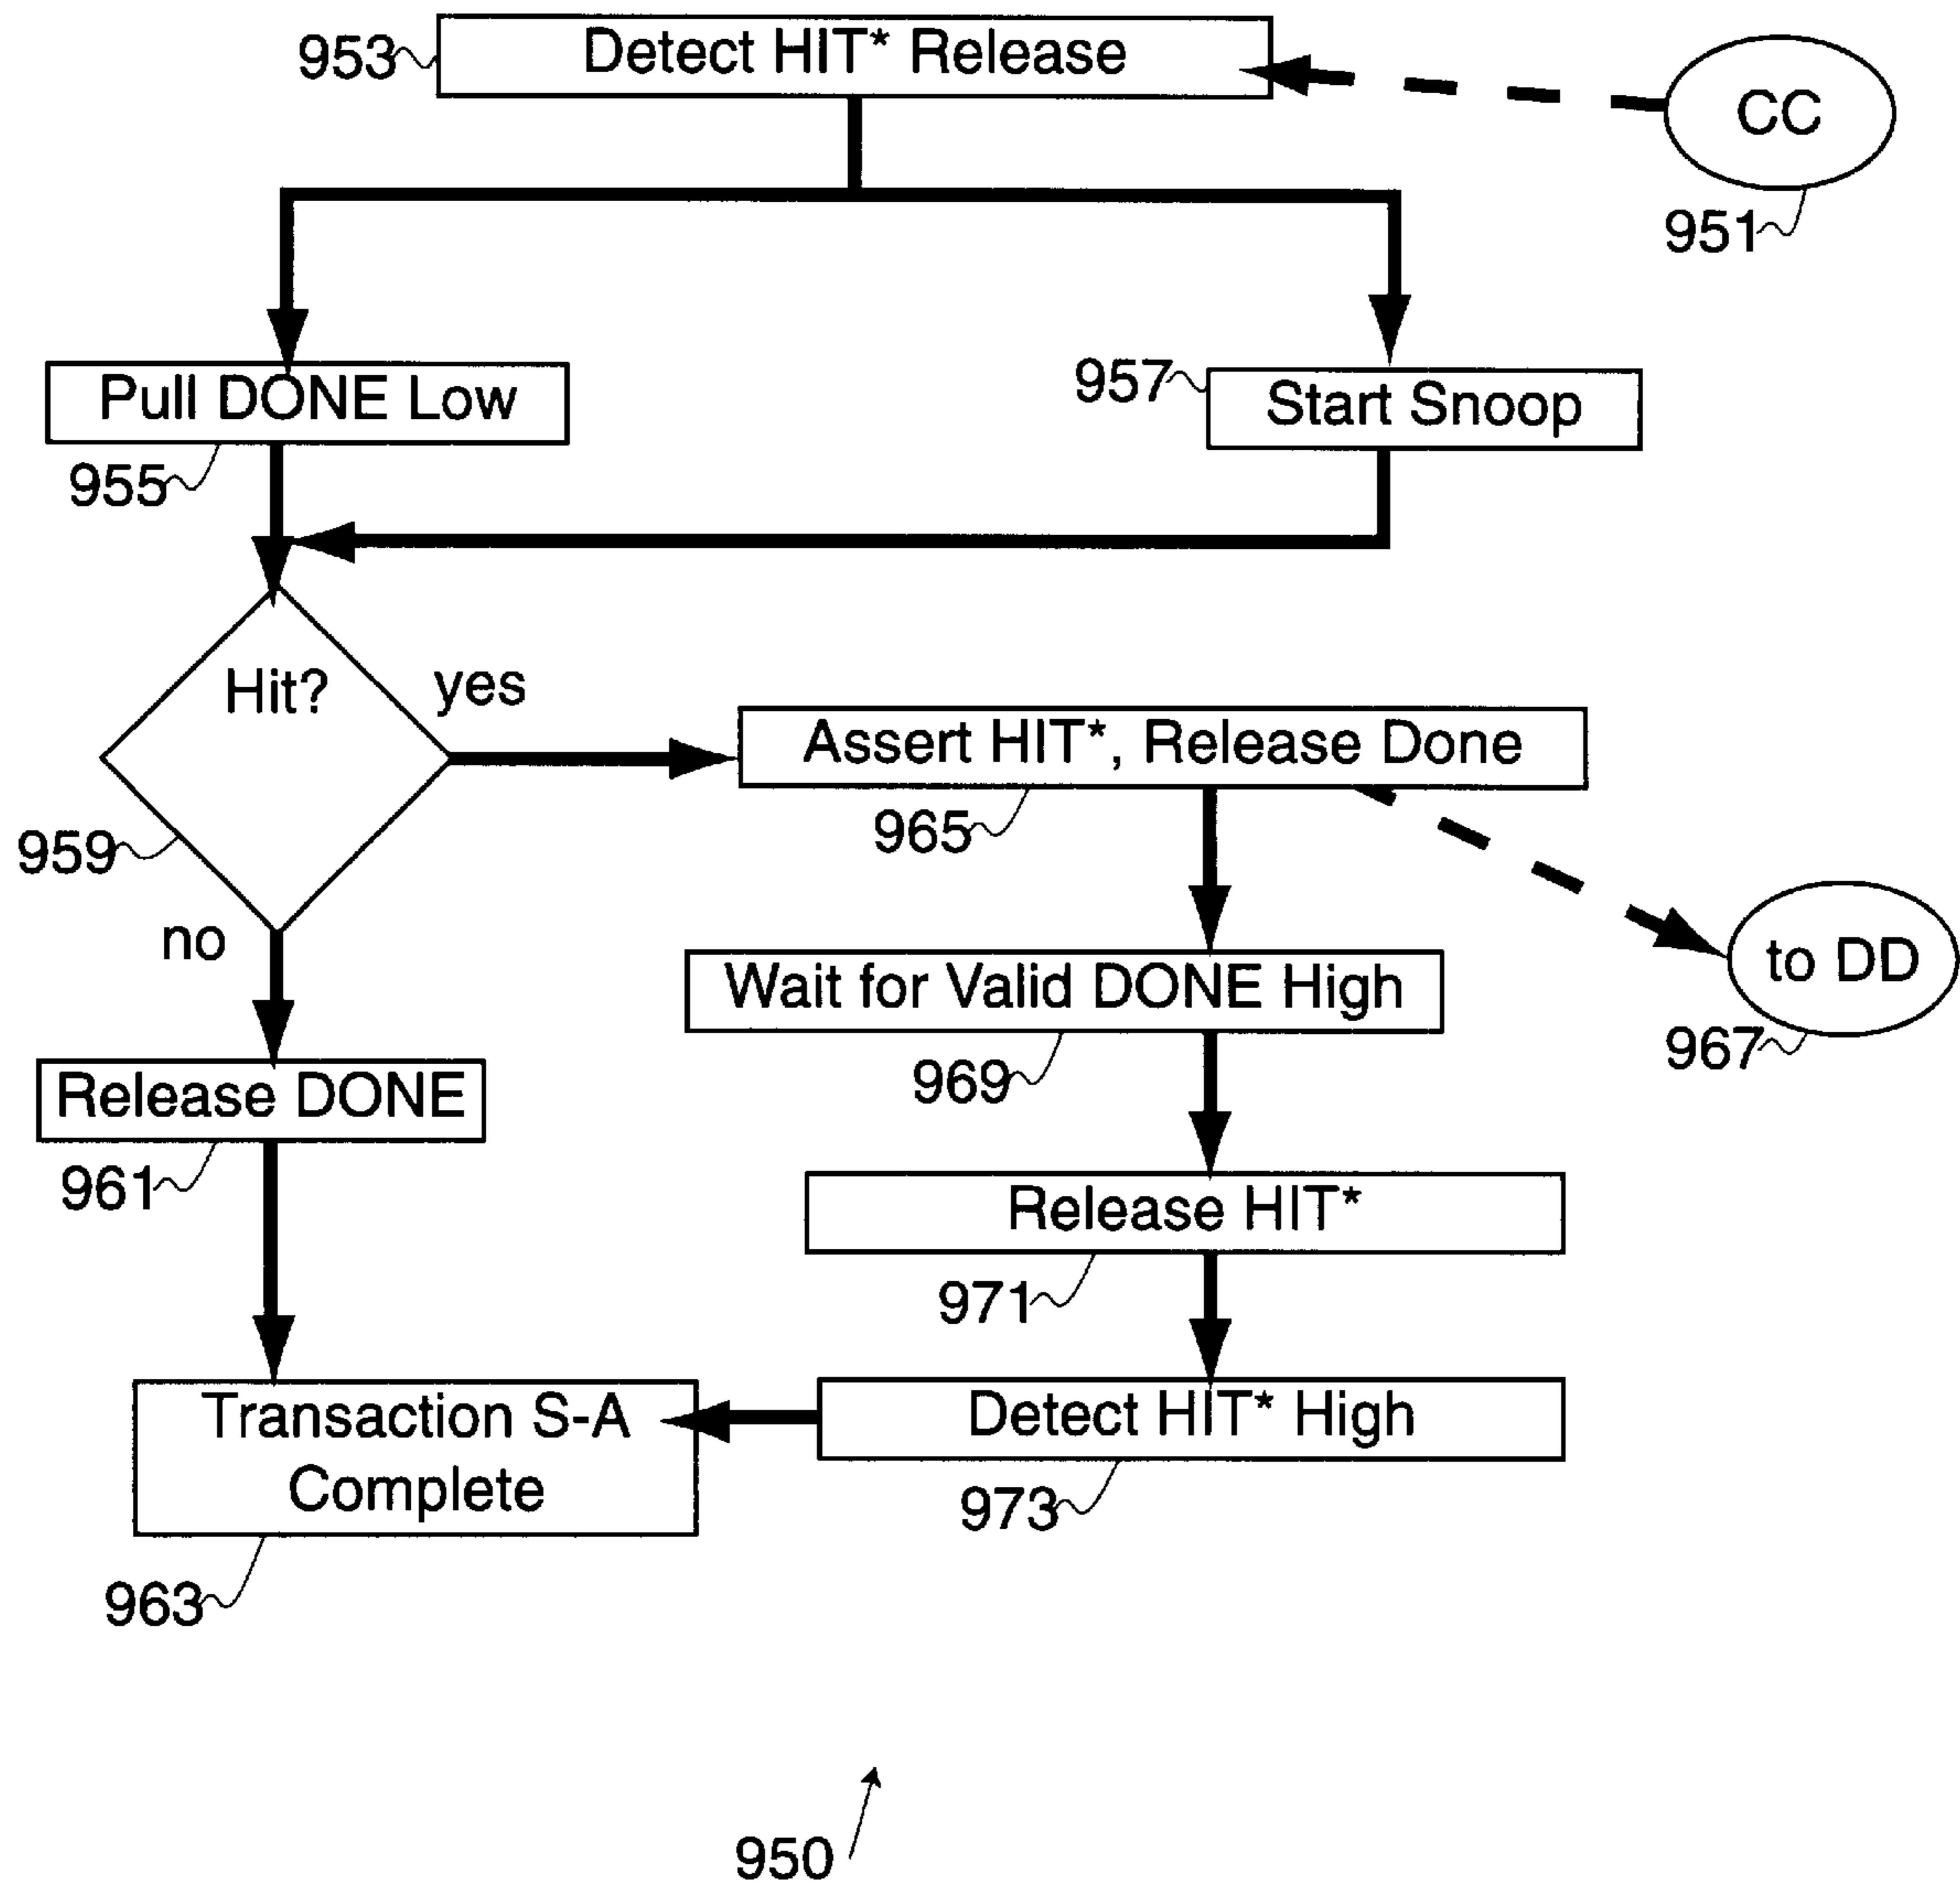 953
Detect HIT* Release
CC
951
Pull DONE Low
955
957
Start Snoop
Hit?
yes
959
no
Assert HIT*, Release Done
965
to DD
967
Wait for Valid DONE High
969
Release DONE
961
Release HIT*
971
Transaction S-A
Complete
963
Detect HIT* High
973
950